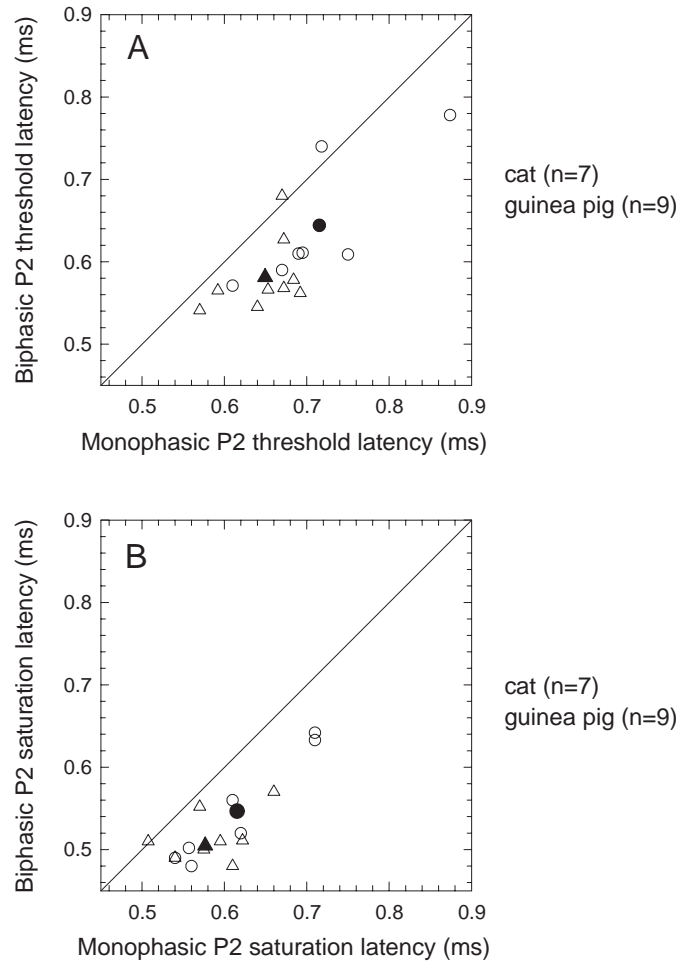 A
0.9
0.8
0.7
0.6
0.5
Biphasic P2 threshold latency (ms)
0.5 0.6 0.7 0.8 0.9
Monophasic P2 threshold latency (ms)
cat (n=7)
guinea pig (n=9)
B
0.9
0.8
0.7
0.6
0.5
Biphasic P2 saturation latency (ms)
0.5 0.6 0.7 0.8 0.9
Monophasic P2 saturation latency (ms)
cat (n=7)
guinea pig (n=9)